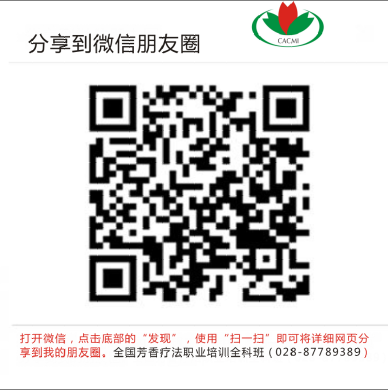 分享到微信朋友圈
CACMI
打开微信，点击底部的“发现”，使用“扫一扫”即可将详细网页分
享到我的朋友圈。全国芳香疗法职业培训全科班（028-87789389）